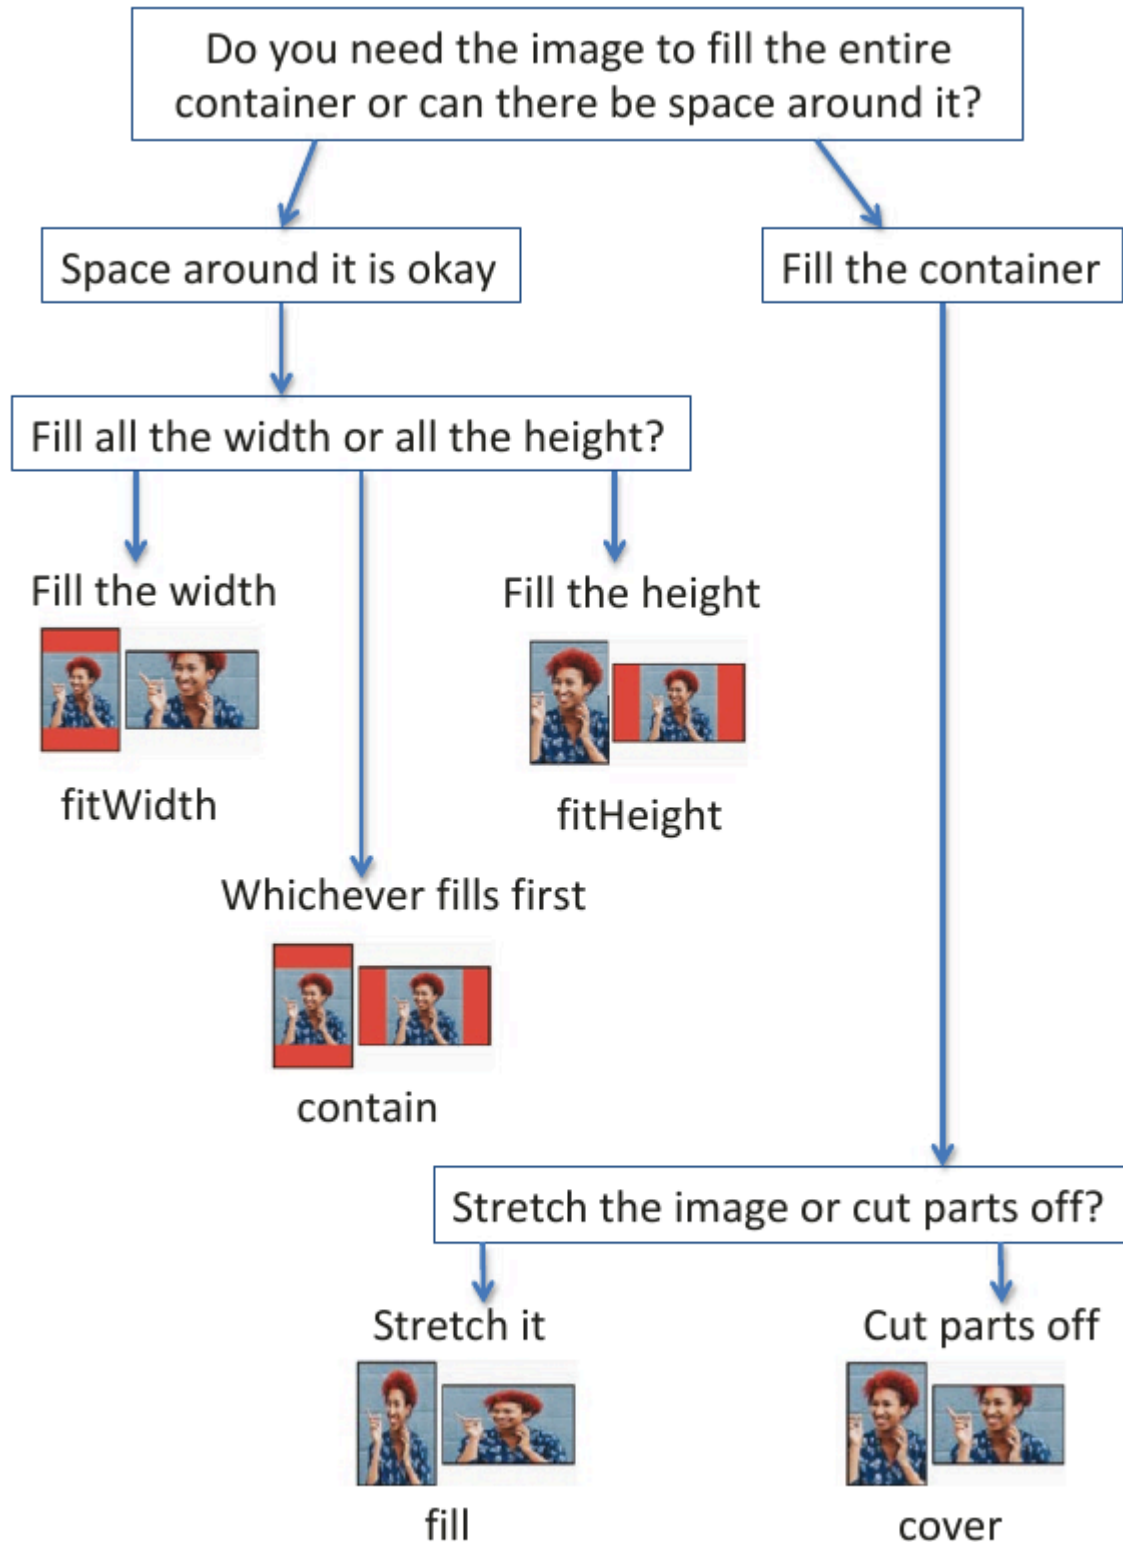 Do you need the image to fill the entire
container or can there be space around it?
Space around it is okay
Fill the container
Fill all the width or all the height?
Fill the width
fitWidth
Fill the height
fitHeight
Whichever fills first
contain
Stretch the image or cut parts off?
Stretch it
fill
Cut parts off
cover